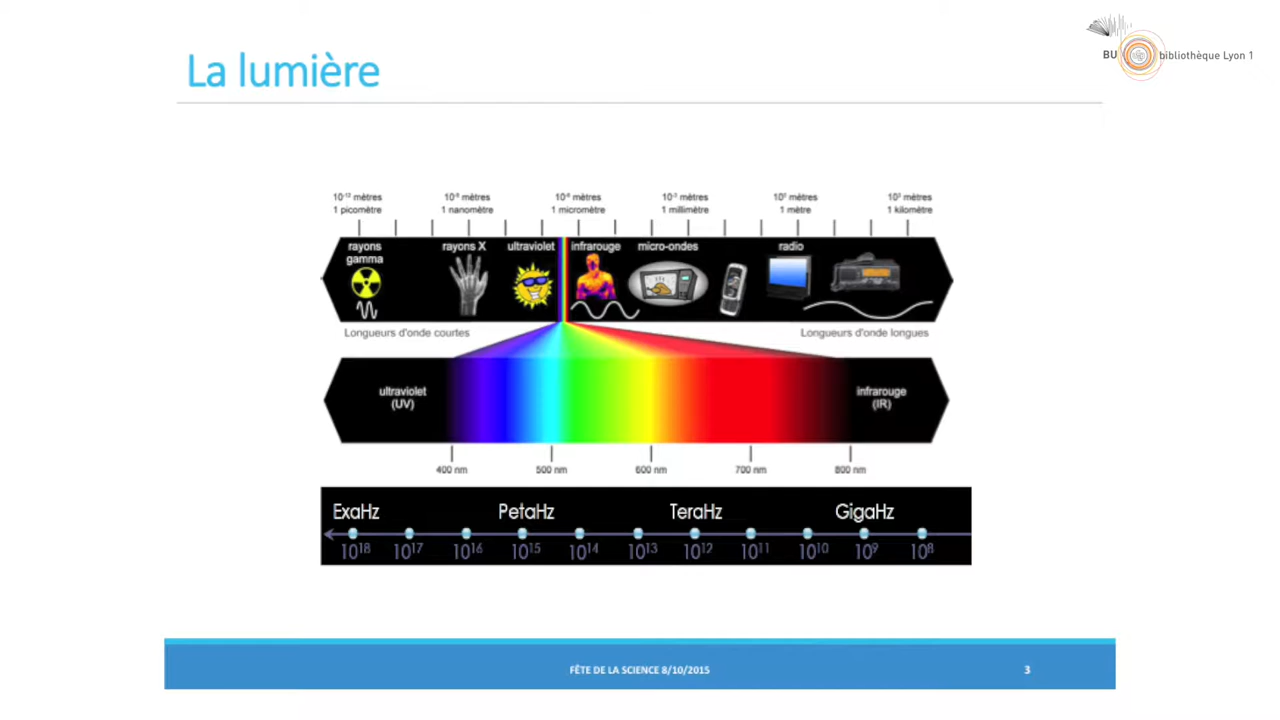 La lumière
BU bibliothèque Lyon 1
10⁻¹² mètres 10⁻⁹ mètres 10⁻⁶ mètres 10⁻³ mètres 10⁰ mètres 10³ mètres
1 picomètre 1 nanomètre 1 micromètre 1 millimètre 1 mètre 1 kilomètre
rayons gamma rayons X ultraviolet infrarouge micro-ondes radio
Longueurs d'onde courtes Longueurs d'onde longues
ultraviolet (UV) infrarouge (IR)
400 nm 500 nm 600 nm 700 nm 800 nm
ExaHz PetaHz TeraHz GigaHz
10¹⁸ 10¹⁷ 10¹⁶ 10¹⁵ 10¹⁴ 10¹³ 10¹² 10¹¹ 10¹⁰ 10⁹ 10⁸
FÊTE DE LA SCIENCE 8/10/2015 3